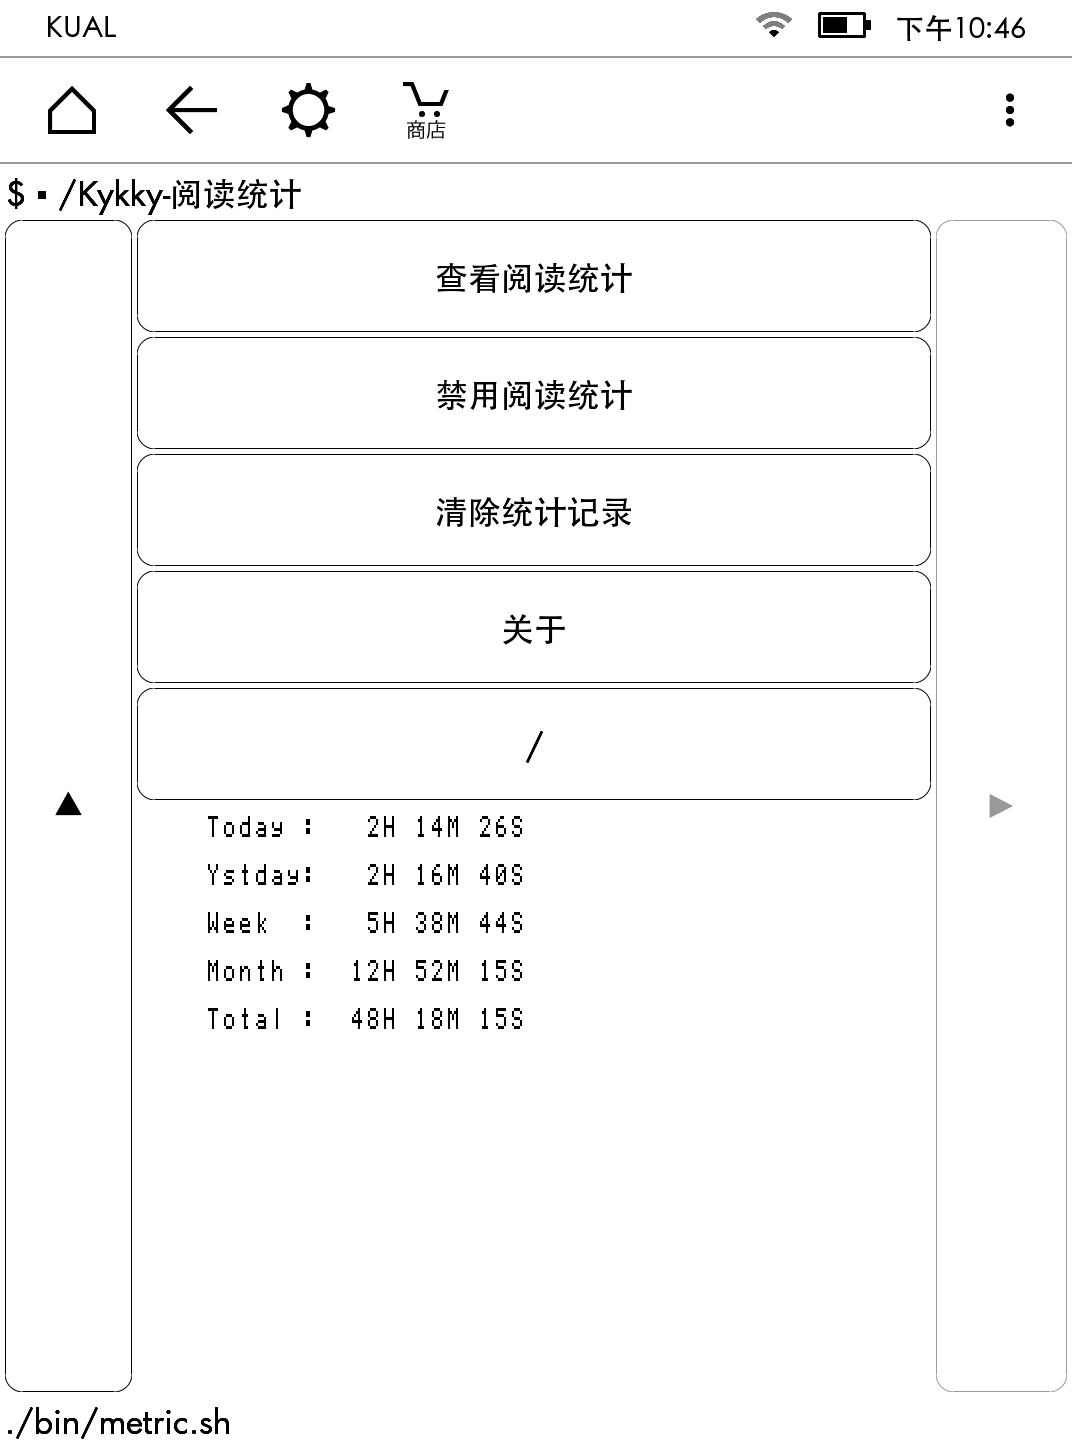 KUAL 下午10:46
商店
$ ▪ /Kykky-阅读统计
查看阅读统计
禁用阅读统计
清除统计记录
关于
/
Today : 2H 14M 26S
Ystday: 2H 16M 40S
Week : 5H 38M 44S
Month : 12H 52M 15S
Total : 48H 18M 15S
./bin/metric.sh